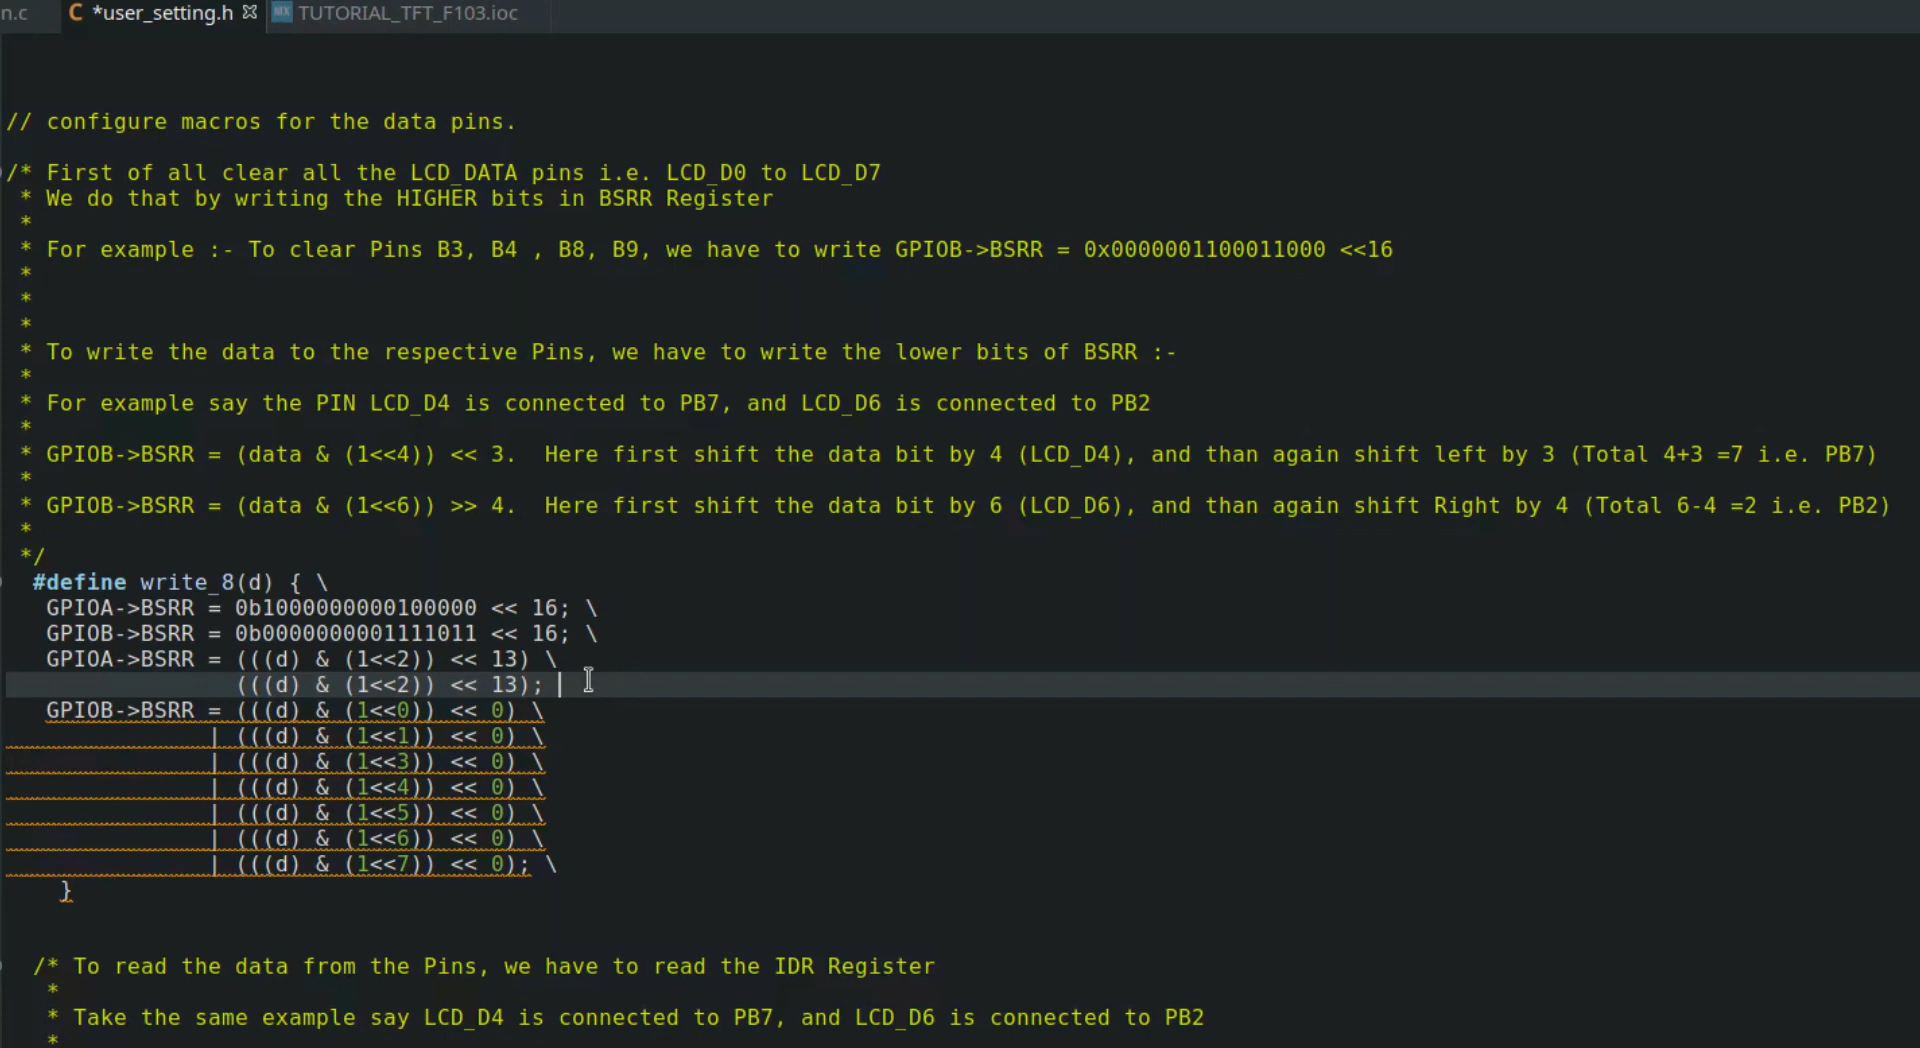 n.c *user_setting.h TUTORIAL_TFT_F103.ioc
// configure macros for the data pins.
/* First of all clear all the LCD_DATA pins i.e. LCD_D0 to LCD_D7
* We do that by writing the HIGHER bits in BSRR Register
*
* For example :- To clear Pins B3, B4 , B8, B9, we have to write GPIOB->BSRR = 0x0000001100011000 <<16
*
*
*
* To write the data to the respective Pins, we have to write the lower bits of BSRR :-
*
* For example say the PIN LCD_D4 is connected to PB7, and LCD_D6 is connected to PB2
*
* GPIOB->BSRR = (data & (1<<4)) << 3.  Here first shift the data bit by 4 (LCD_D4), and than again shift left by 3 (Total 4+3 =7 i.e. PB7)
*
* GPIOB->BSRR = (data & (1<<6)) >> 4.  Here first shift the data bit by 6 (LCD_D6), and than again shift Right by 4 (Total 6-4 =2 i.e. PB2)
*
*/
#define write_8(d) { \
GPIOA->BSRR = 0b1000000000100000 << 16; \
GPIOB->BSRR = 0b0000000001111011 << 16; \
GPIOA->BSRR = (((d) & (1<<2)) << 13) \
(((d) & (1<<2)) << 13);
GPIOB->BSRR = (((d) & (1<<0)) << 0) \
| (((d) & (1<<1)) << 0) \
| (((d) & (1<<3)) << 0) \
| (((d) & (1<<4)) << 0) \
| (((d) & (1<<5)) << 0) \
| (((d) & (1<<6)) << 0) \
| (((d) & (1<<7)) << 0); \
}
/* To read the data from the Pins, we have to read the IDR Register
*
* Take the same example say LCD_D4 is connected to PB7, and LCD_D6 is connected to PB2
*